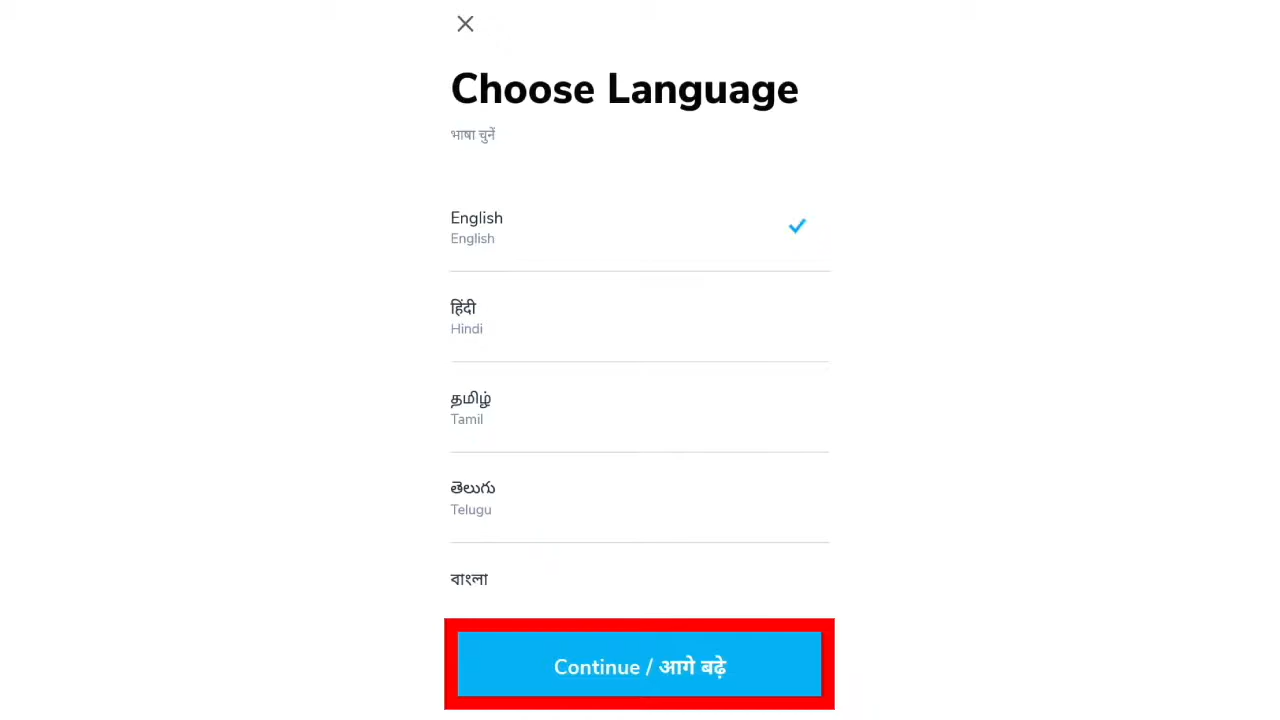 Choose Language
भाषा चुनें
English
English
हिंदी
Hindi
தமிழ்
Tamil
తెలుగు
Telugu
বাংলা
Continue / आगे बढ़े